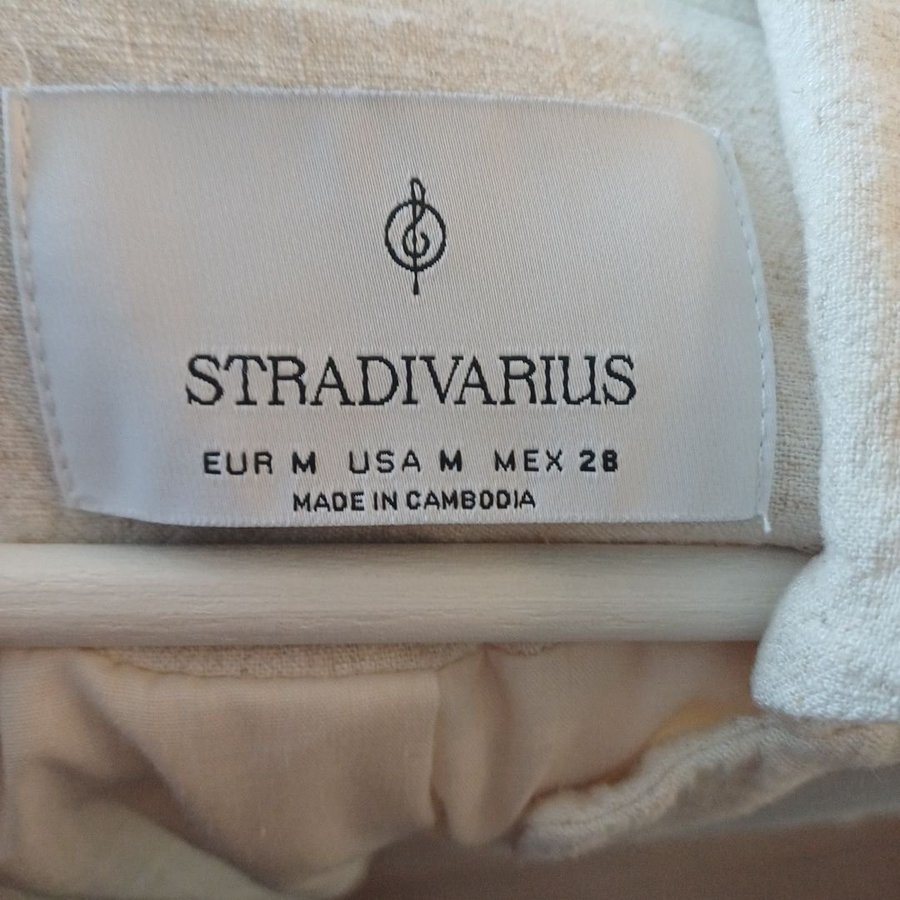 STRADIVARIUS
EUR M USA M MEX 28
MADE IN CAMBODIA